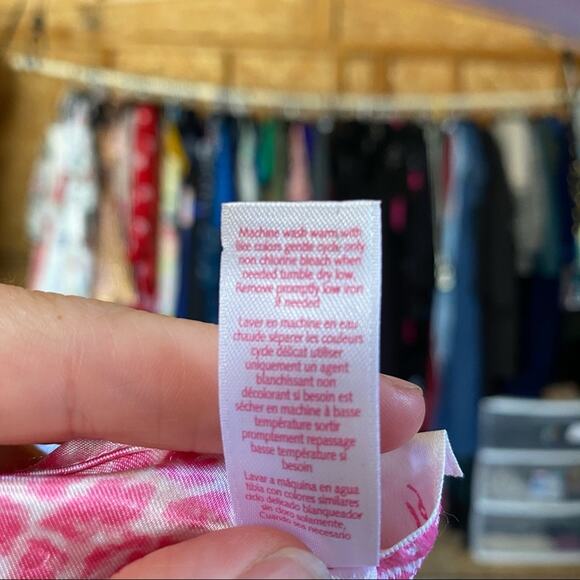 Machine wash warm with
like colors gentle cycle only
non chlorine bleach when
needed tumble dry low.
Remove promptly low iron
if needed
Laver en machine en eau
chaude séparer les couleurs
cycle délicat utiliser
uniquement un agent
blanchissant non
décolorant si besoin est
sécher en machine à basse
température sortir
promptement repassage
basse température si
besoin
Lavar a máquina en agua
tibia con colores similares
ciclo delicado blanqueador
sin cloro solamente,
Cuando sea necesario